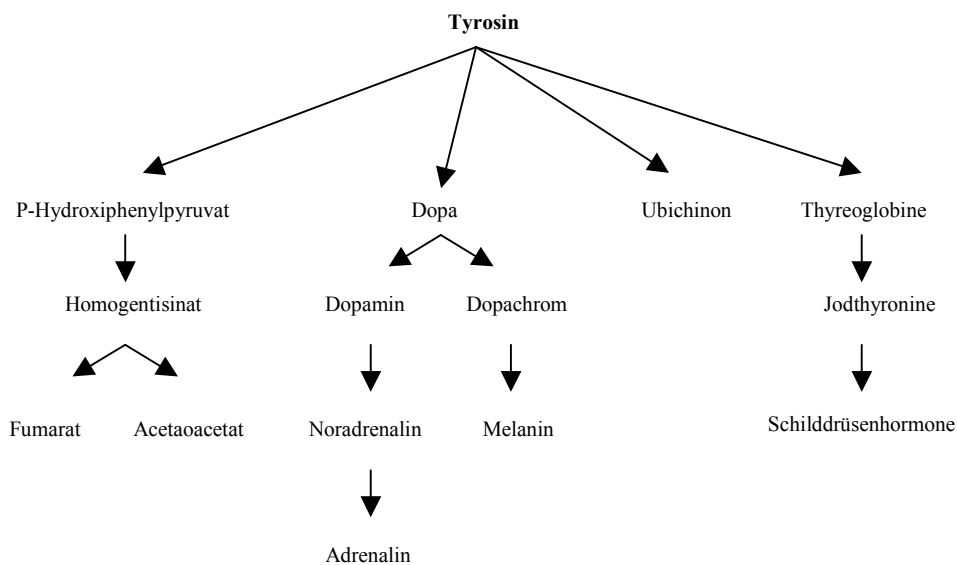 Tyrosin
P-Hydroxiphenylpyruvat Dopa Ubichinon Thyreoglobine
Homogentisinat Dopamin Dopachrom Jodthyronine
Fumarat Acetaoacetat Noradrenalin Melanin Schilddrüsenhormone
Adrenalin